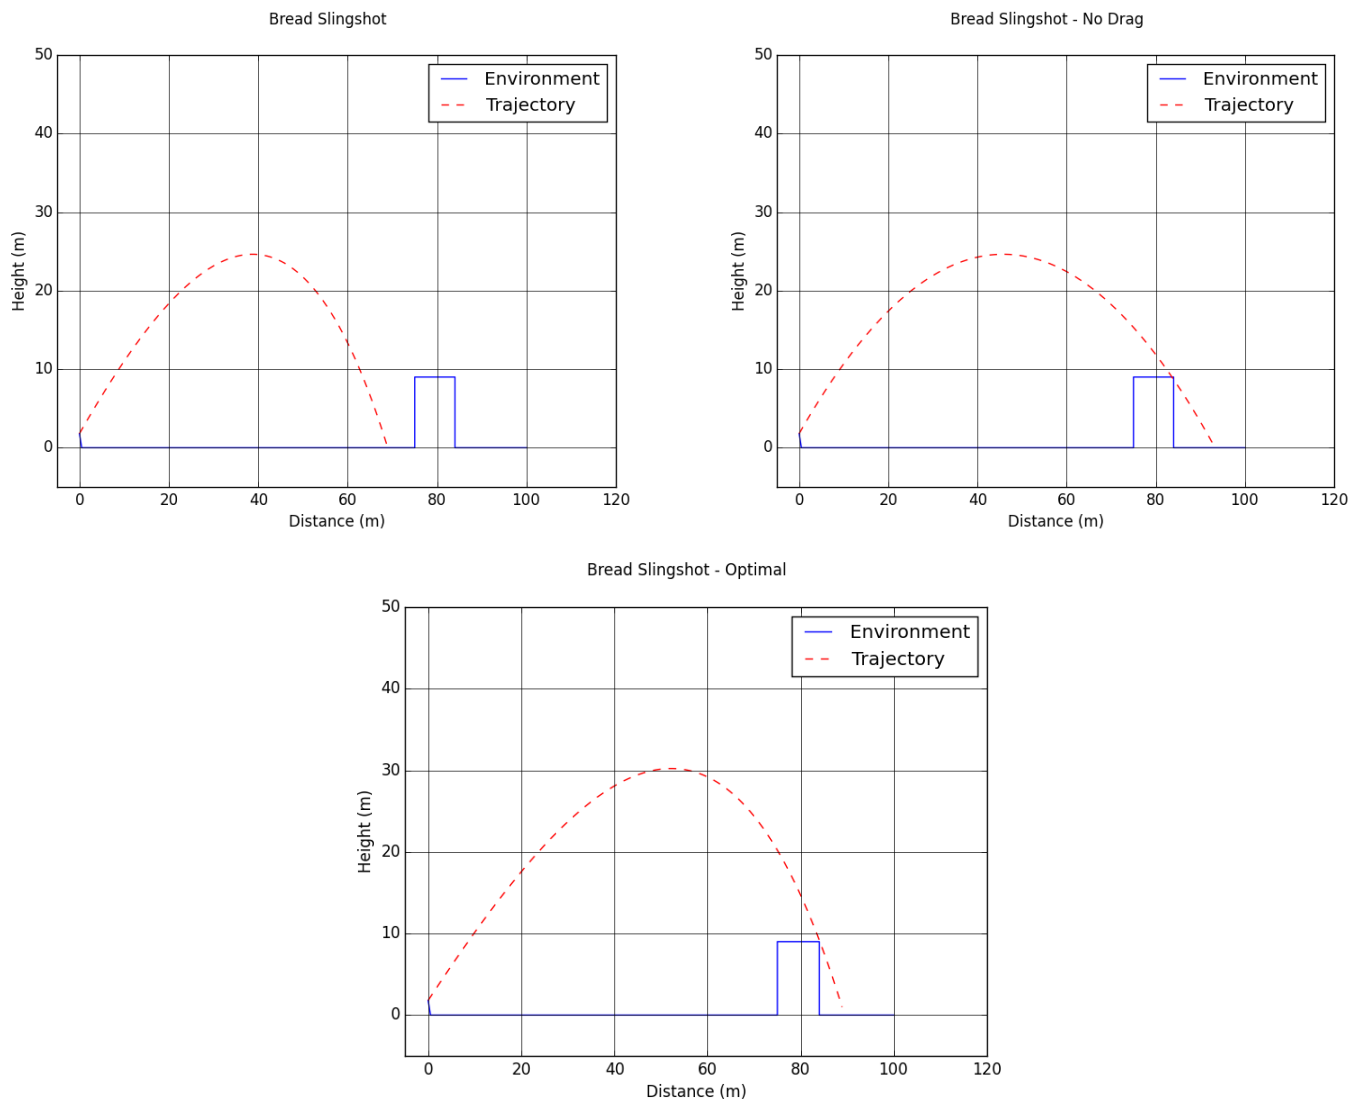 Bread Slingshot
50
40
30
20
10
0
Height (m)
Environment
Trajectory
0 20 40 60 80 100 120
Distance (m)
Bread Slingshot - No Drag
50
40
30
20
10
0
Height (m)
Environment
Trajectory
0 20 40 60 80 100 120
Distance (m)
Bread Slingshot - Optimal
50
40
30
20
10
0
Height (m)
Environment
Trajectory
0 20 40 60 80 100 120
Distance (m)